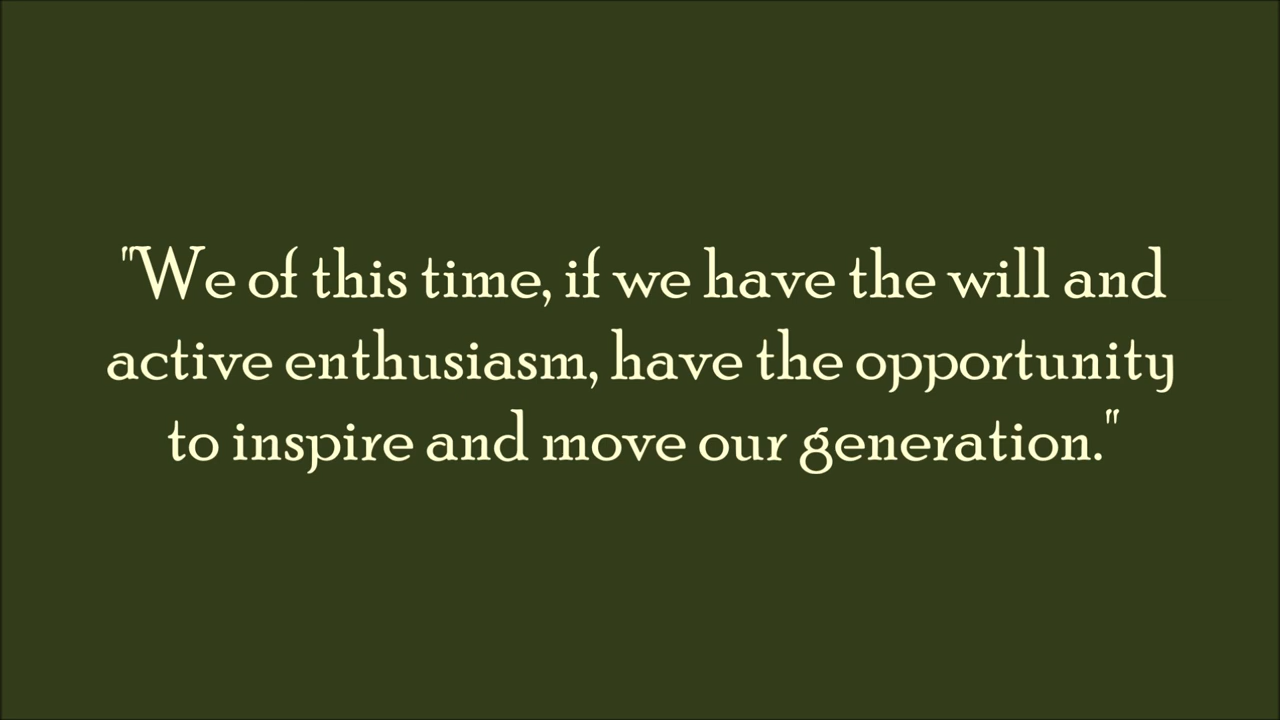 "We of this time, if we have the will and
active enthusiasm, have the opportunity
to inspire and move our generation."